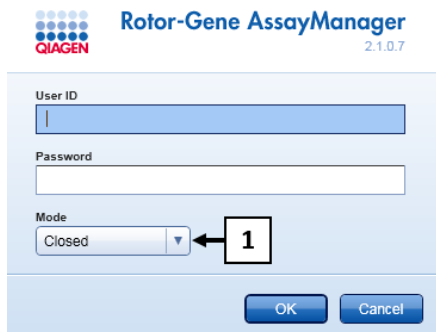 Rotor-Gene AssayManager
QIAGEN
2.1.0.7
User ID
Password
Mode
Closed
1
OK
Cancel